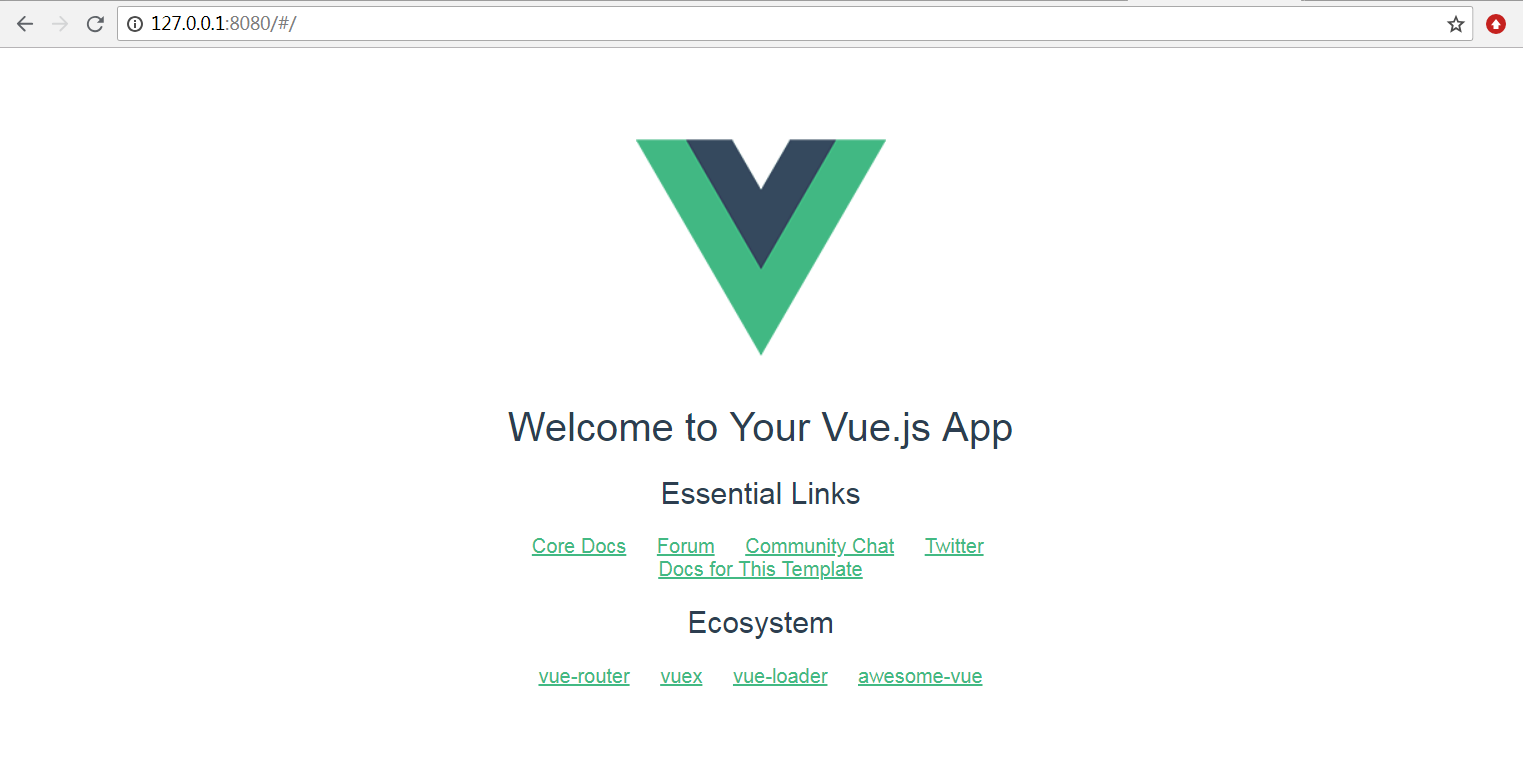 127.0.0.1:8080/#/
Welcome to Your Vue.js App
Essential Links
Core Docs Forum Community Chat Twitter
Docs for This Template
Ecosystem
vue-router vuex vue-loader awesome-vue